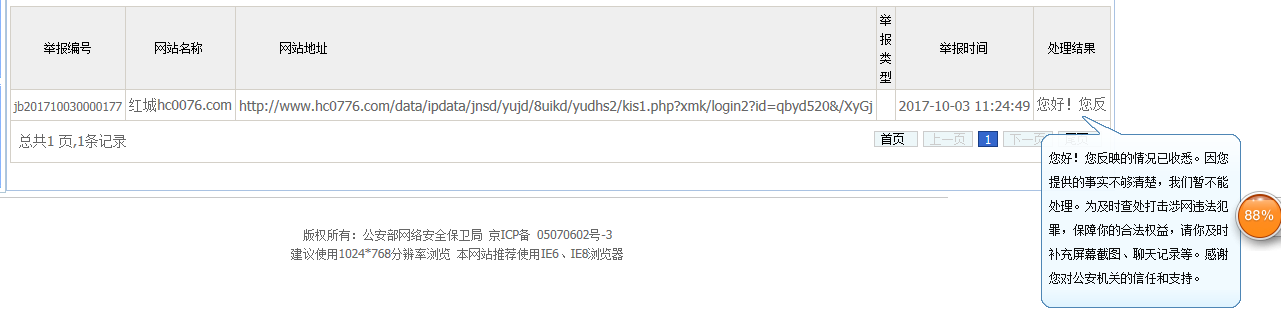 举报编号 网站名称 网站地址 举报类型 举报时间 处理结果
jb201710030000177 红城hc0076.com http://www.hc0776.com/data/ipdata/jnsd/yujd/8uikd/yudhs2/kis1.php?xmk/login2?id=qbyd520&/XyGj 2017-10-03 11:24:49 您好！您反
总共1 页,1条记录 首页 上一页 1 下一页 尾页
您好！您反映的情况已收悉。因您
提供的事实不够清楚，我们暂不能
处理。为及时查处打击涉网违法犯
罪，保障你的合法权益，请你及时
补充屏幕截图、聊天记录等。感谢
您对公安机关的信任和支持。
88%
版权所有：公安部网络安全保卫局 京ICP备 05070602号-3
建议使用1024*768分辨率浏览 本网站推荐使用IE6、IE8浏览器